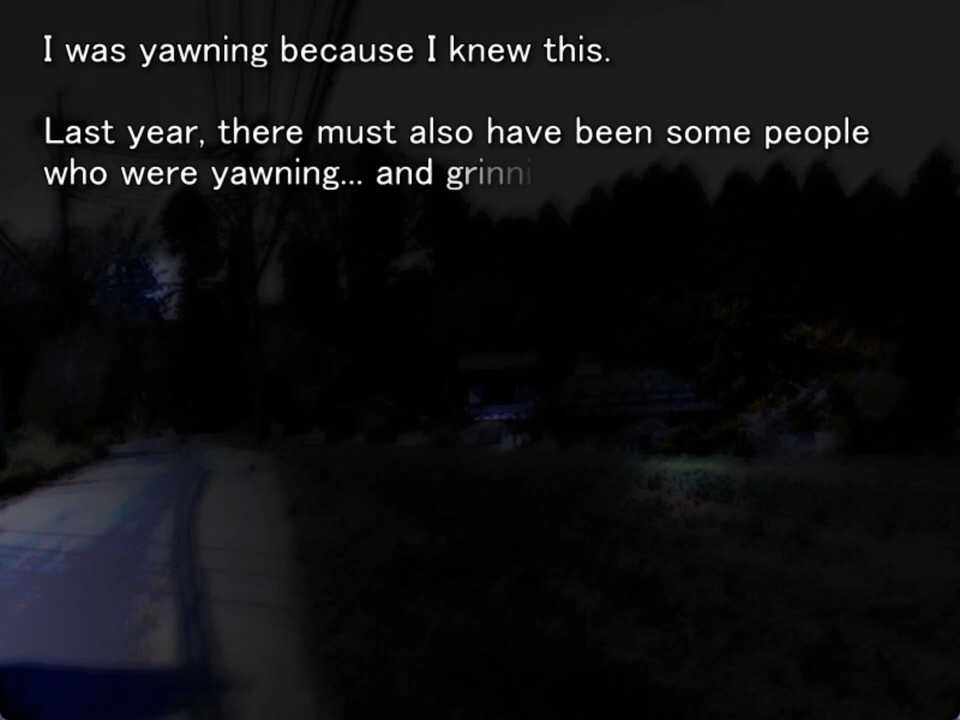 I was yawning because I knew this.
Last year, there must also have been some people
who were yawning... and grinni